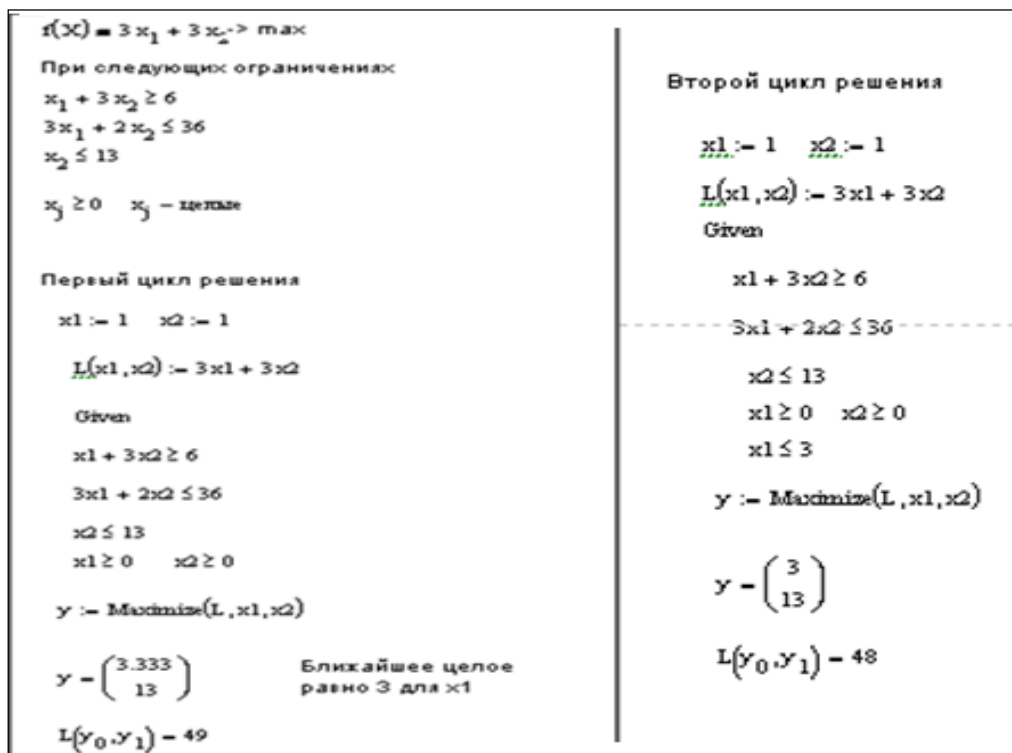 f(x) = 3x₁ + 3x₂-> max
При следующих ограничениях
x₁ + 3x₂ ≥ 6
3x₁ + 2x₂ ≤ 36
x₂ ≤ 13
xⱼ ≥ 0 xⱼ – целые
Первый цикл решения
x1 := 1 x2 := 1
L(x1,x2) := 3x1 + 3x2
Given
x1 + 3x2 ≥ 6
3x1 + 2x2 ≤ 36
x2 ≤ 13
x1 ≥ 0 x2 ≥ 0
y := Maximize(L,x1,x2)
y = (3.333 13)
Ближайшее целое
равно 3 для x1
L(y₀,y₁) = 49
Второй цикл решения
x1 := 1 x2 := 1
L(x1,x2) := 3x1 + 3x2
Given
x1 + 3x2 ≥ 6
3x1 + 2x2 ≤ 36
x2 ≤ 13
x1 ≥ 0 x2 ≥ 0
x1 ≤ 3
y := Maximize(L,x1,x2)
y = (3 13)
L(y₀,y₁) = 48